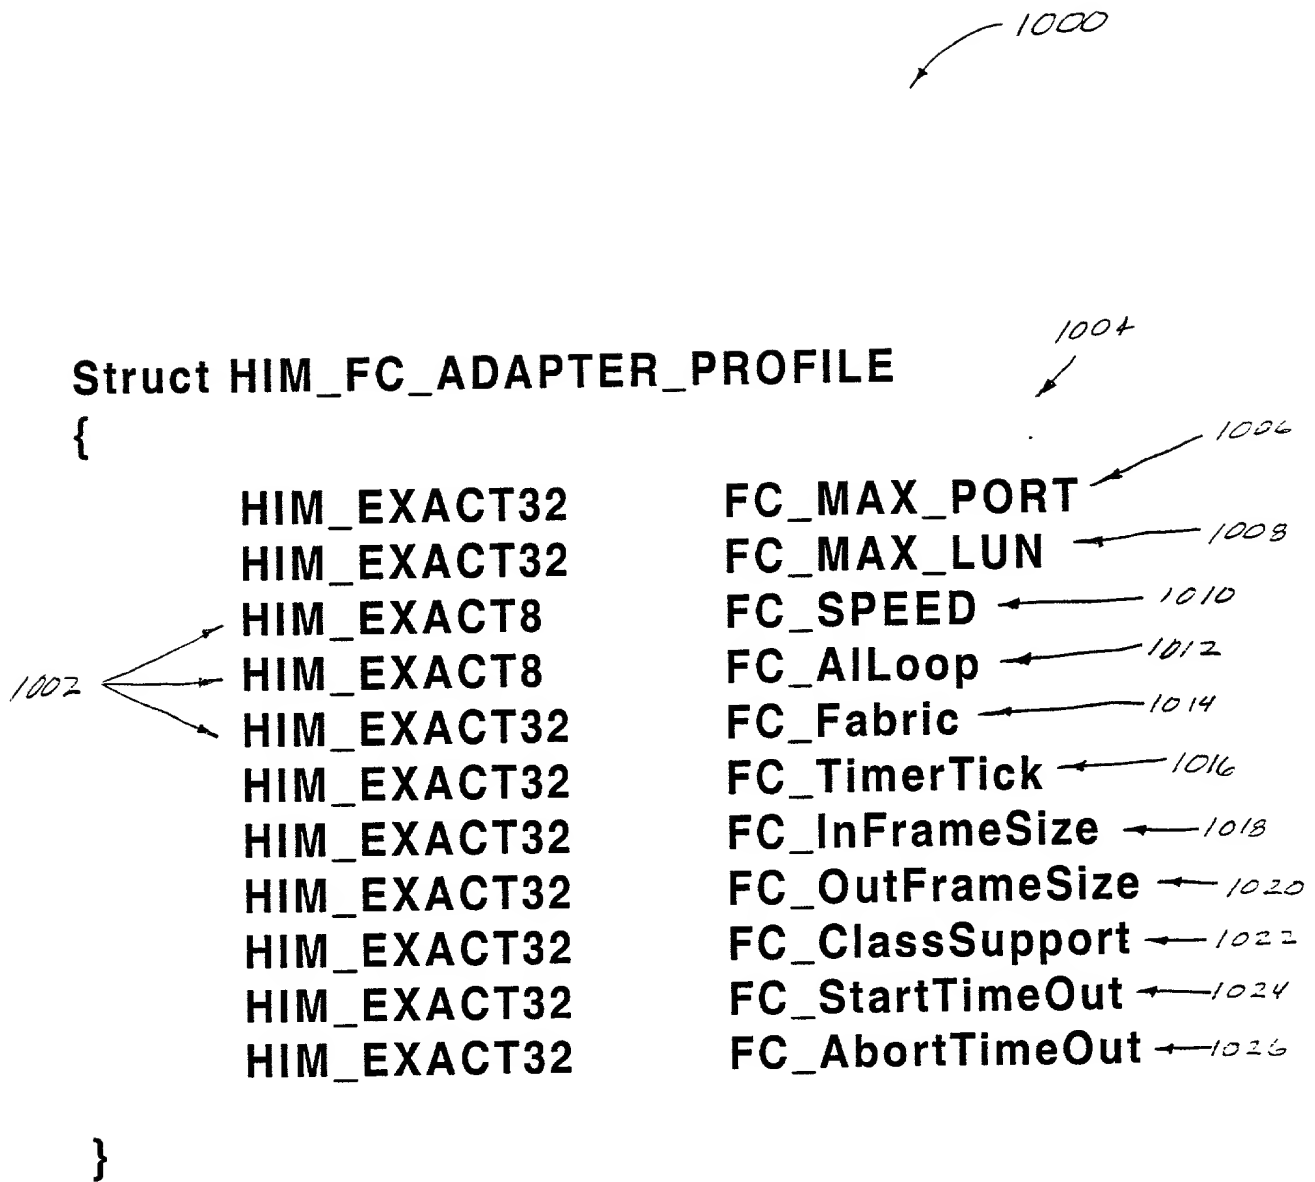 1000
Struct HIM_FC_ADAPTER_PROFILE 1004
{
HIM_EXACT32 FC_MAX_PORT 1006
HIM_EXACT32 FC_MAX_LUN 1008
HIM_EXACT8 FC_SPEED 1010
1002 HIM_EXACT8 FC_AlLoop 1012
HIM_EXACT32 FC_Fabric 1014
HIM_EXACT32 FC_TimerTick 1016
HIM_EXACT32 FC_InFrameSize 1018
HIM_EXACT32 FC_OutFrameSize 1020
HIM_EXACT32 FC_ClassSupport 1022
HIM_EXACT32 FC_StartTimeOut 1024
HIM_EXACT32 FC_AbortTimeOut 1026
}